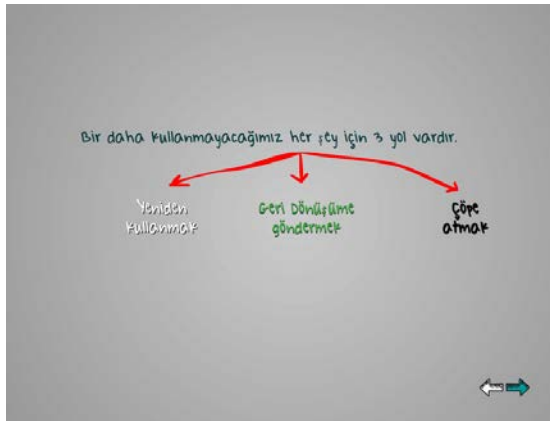 Bir daha kullanmayacağımız her şey için 3 yol vardır.
Yeniden
kullanmak
Geri Dönüşüme
göndermek
Çöpe
atmak